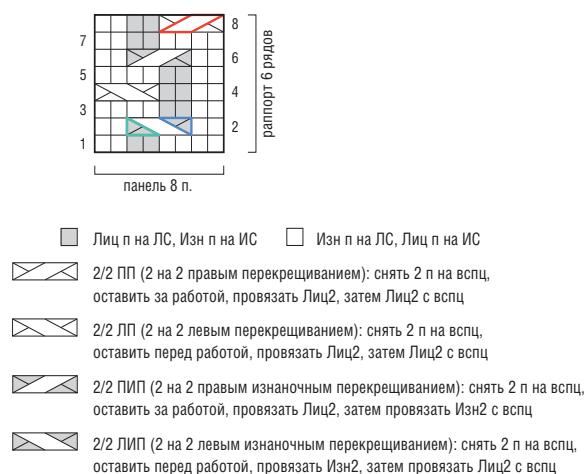 8
7
6
5
4
3
2
1
раппорт 6 рядов
панель 8 п.
Лиц п на ЛС, Изн п на ИС
Изн п на ЛС, Лиц п на ИС
2/2 ПП (2 на 2 правым перекрещиванием): снять 2 п на вспц,
оставить за работой, провязать Лиц2, затем Лиц2 с вспц
2/2 ЛП (2 на 2 левым перекрещиванием): снять 2 п на вспц,
оставить перед работой, провязать Лиц2, затем Лиц2 с вспц
2/2 ПИП (2 на 2 правым изнаночным перекрещиванием): снять 2 п на вспц,
оставить за работой, провязать Лиц2, затем провязать Изн2 с вспц
2/2 ЛИП (2 на 2 левым изнаночным перекрещиванием): снять 2 п на вспц,
оставить перед работой, провязать Изн2, затем провязать Лиц2 с вспц